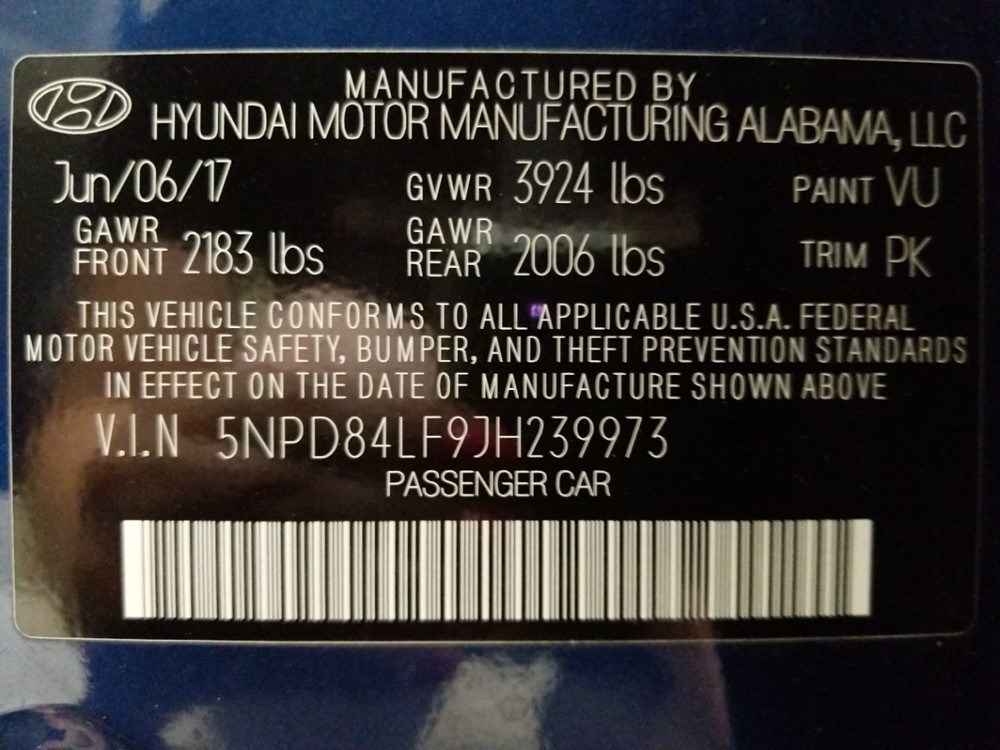 MANUFACTURED BY
HYUNDAI MOTOR MANUFACTURING ALABAMA, LLC
Jun/06/17 GVWR 3924 lbs PAINT VU
GAWR FRONT 2183 lbs GAWR REAR 2006 lbs TRIM PK
THIS VEHICLE CONFORMS TO ALL APPLICABLE U.S.A. FEDERAL
MOTOR VEHICLE SAFETY, BUMPER, AND THEFT PREVENTION STANDARDS
IN EFFECT ON THE DATE OF MANUFACTURE SHOWN ABOVE
V.I.N 5NPD84LF9JH239973
PASSENGER CAR